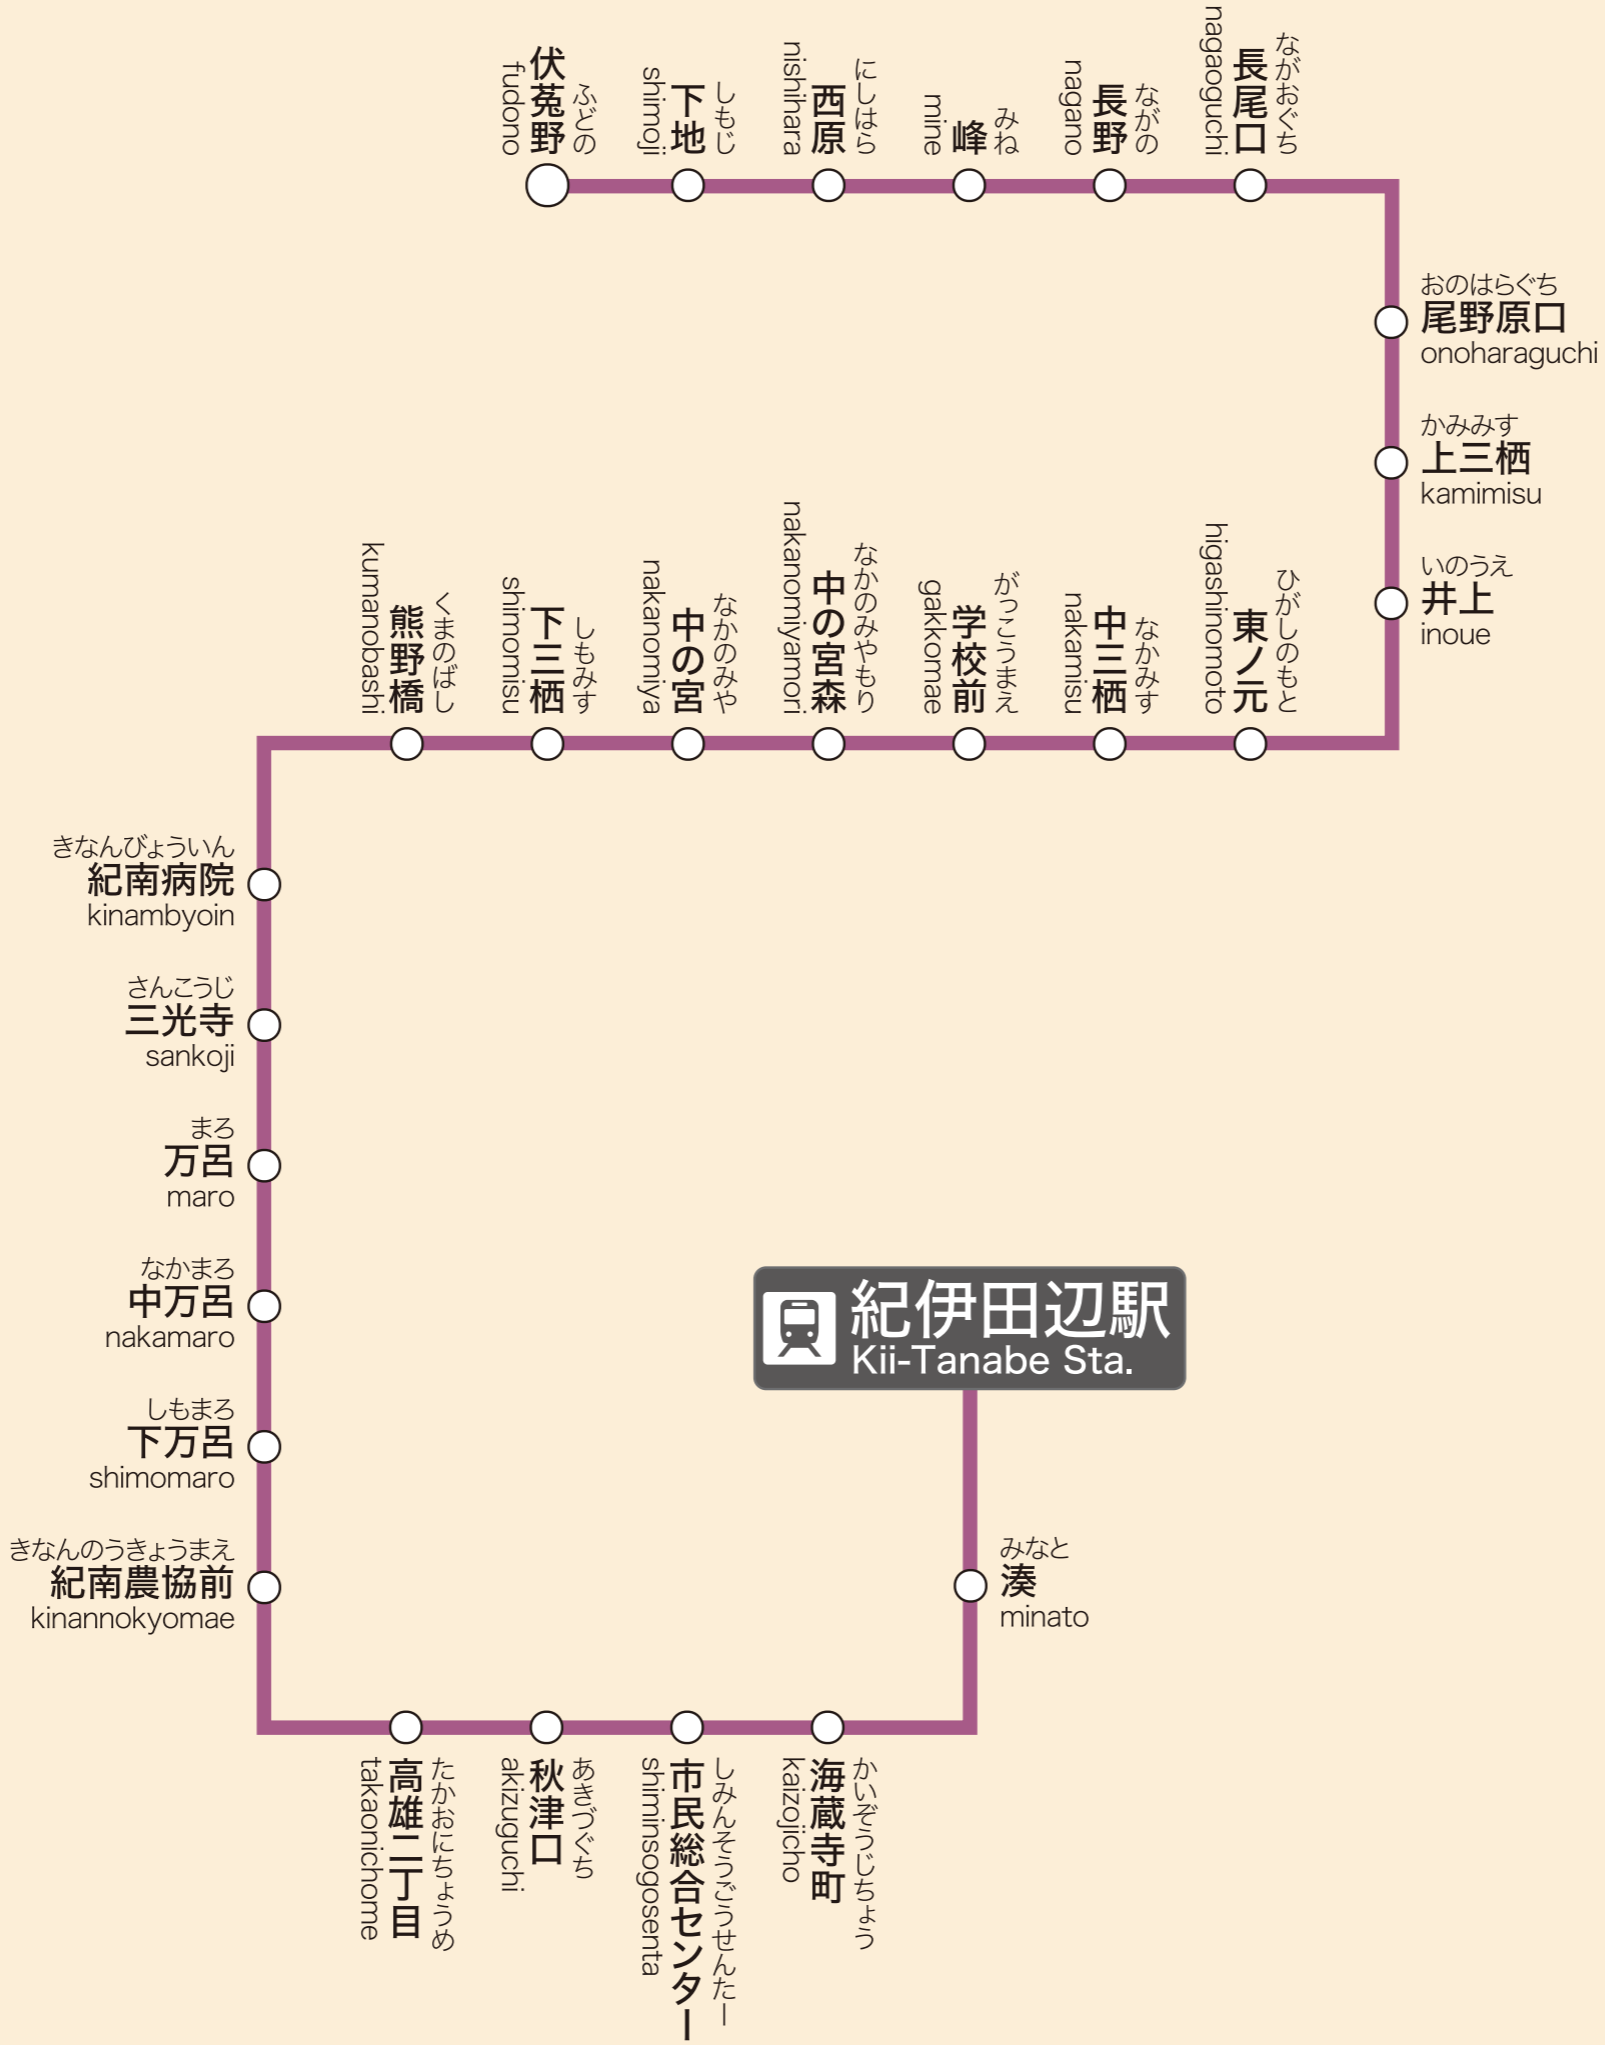 ふどの
伏菟野
fudono
しもじ
下地
shimoji
にしはら
西原
nishihara
みね
峰
mine
ながの
長野
nagano
ながおぐち
長尾口
nagaoguchi
おのはらぐち
尾野原口
onoharaguchi
かみみす
上三栖
kamimisu
いのうえ
井上
inoue
ひがしのもと
東ノ元
higashinomoto
なかみす
中三栖
nakamisu
がっこうまえ
学校前
gakkomae
なかのみやもり
中の宮森
nakanomiyamori
なかのみや
中の宮
nakanomiya
しもみす
下三栖
shimomisu
くまのばし
熊野橋
kumanobashi
きなんびょういん
紀南病院
kinambyoin
さんこうじ
三光寺
sankoji
まろ
万呂
maro
なかまろ
中万呂
nakamaro
しもまろ
下万呂
shimomaro
きなんのうきょうまえ
紀南農協前
kinannokyomae
たかおにちょうめ
高雄二丁目
takaonichome
あきづぐち
秋津口
akizuguchi
しみんそうごうせんたー
市民総合センター
shiminsogosenta
かいぞうじちょう
海蔵寺町
kaizojicho
みなと
湊
minato
紀伊田辺駅
Kii-Tanabe Sta.